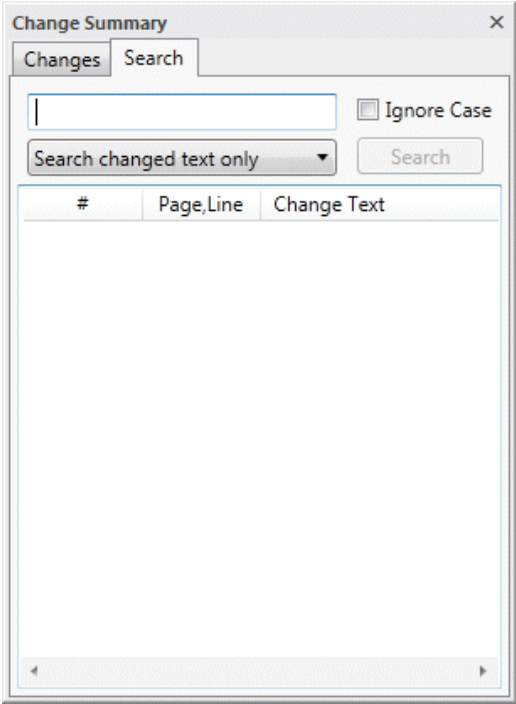 Change Summary
Changes Search
Ignore Case
Search changed text only Search
# Page,Line Change Text